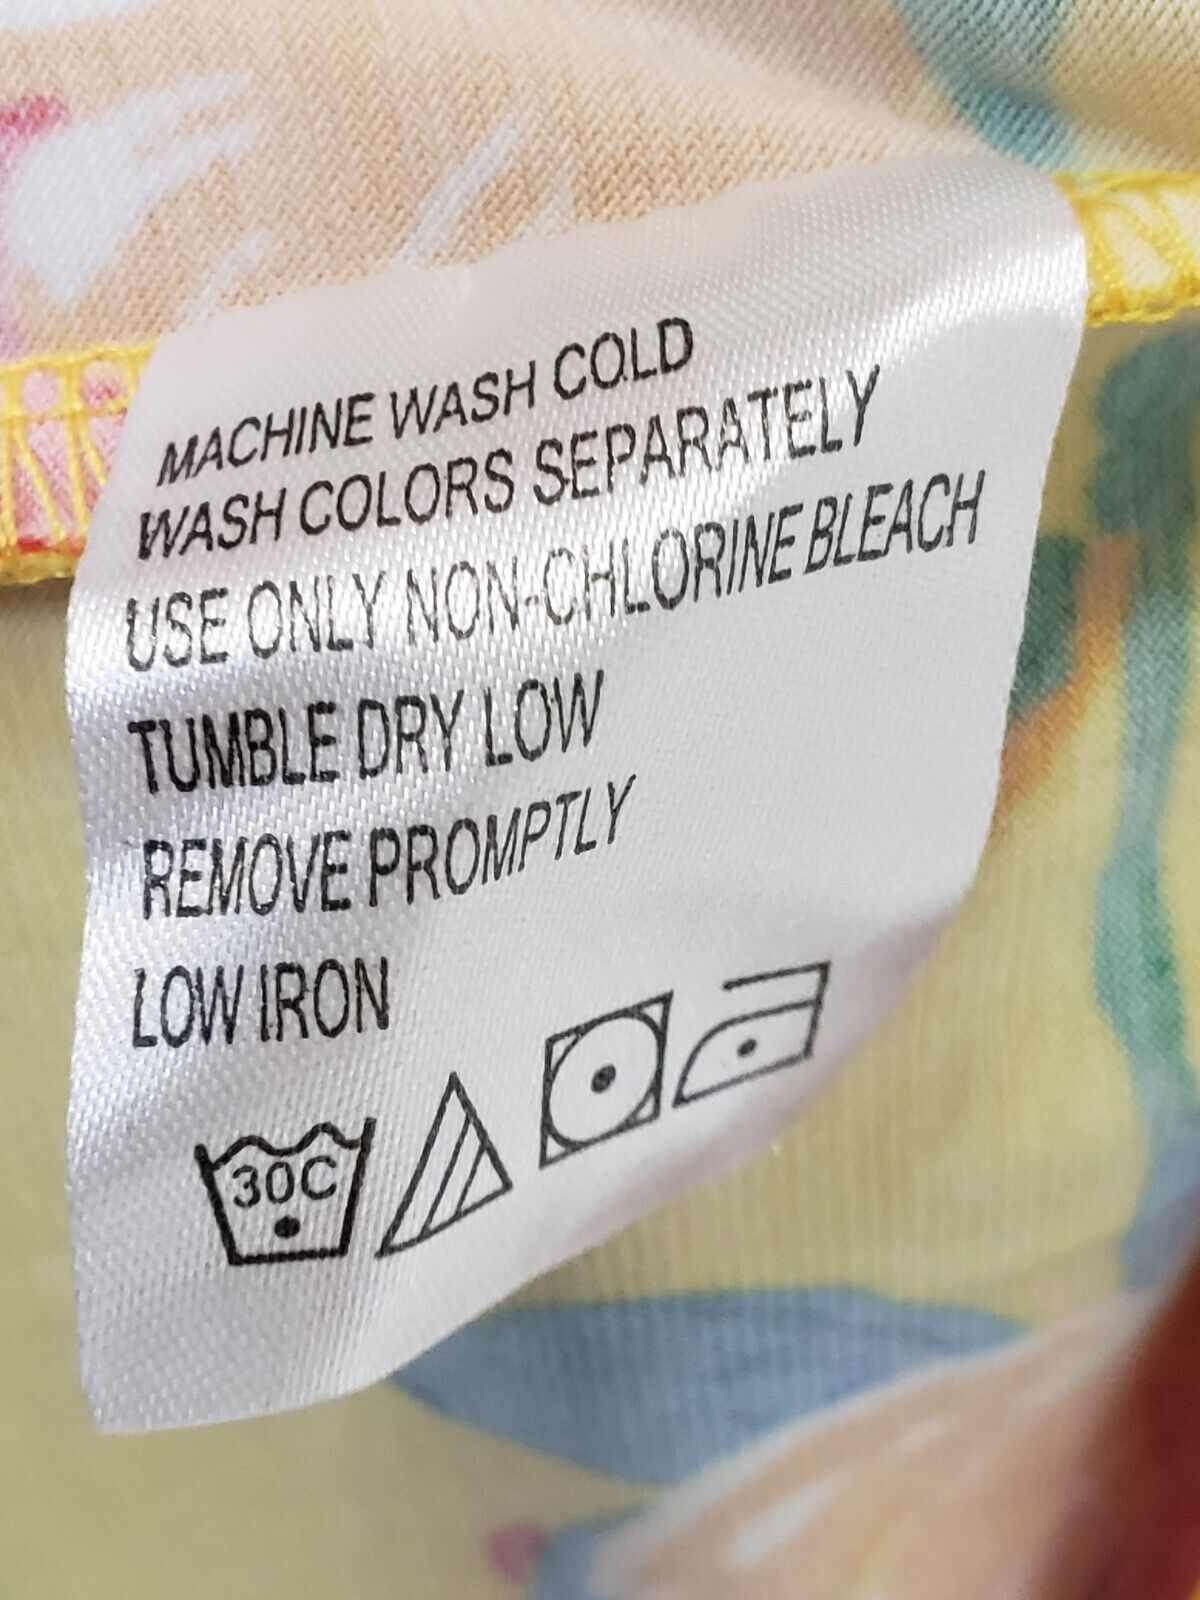 MACHINE WASH COLD
WASH COLORS SEPARATELY
USE ONLY NON-CHLORINE BLEACH
TUMBLE DRY LOW
REMOVE PROMPTLY
LOW IRON
30C